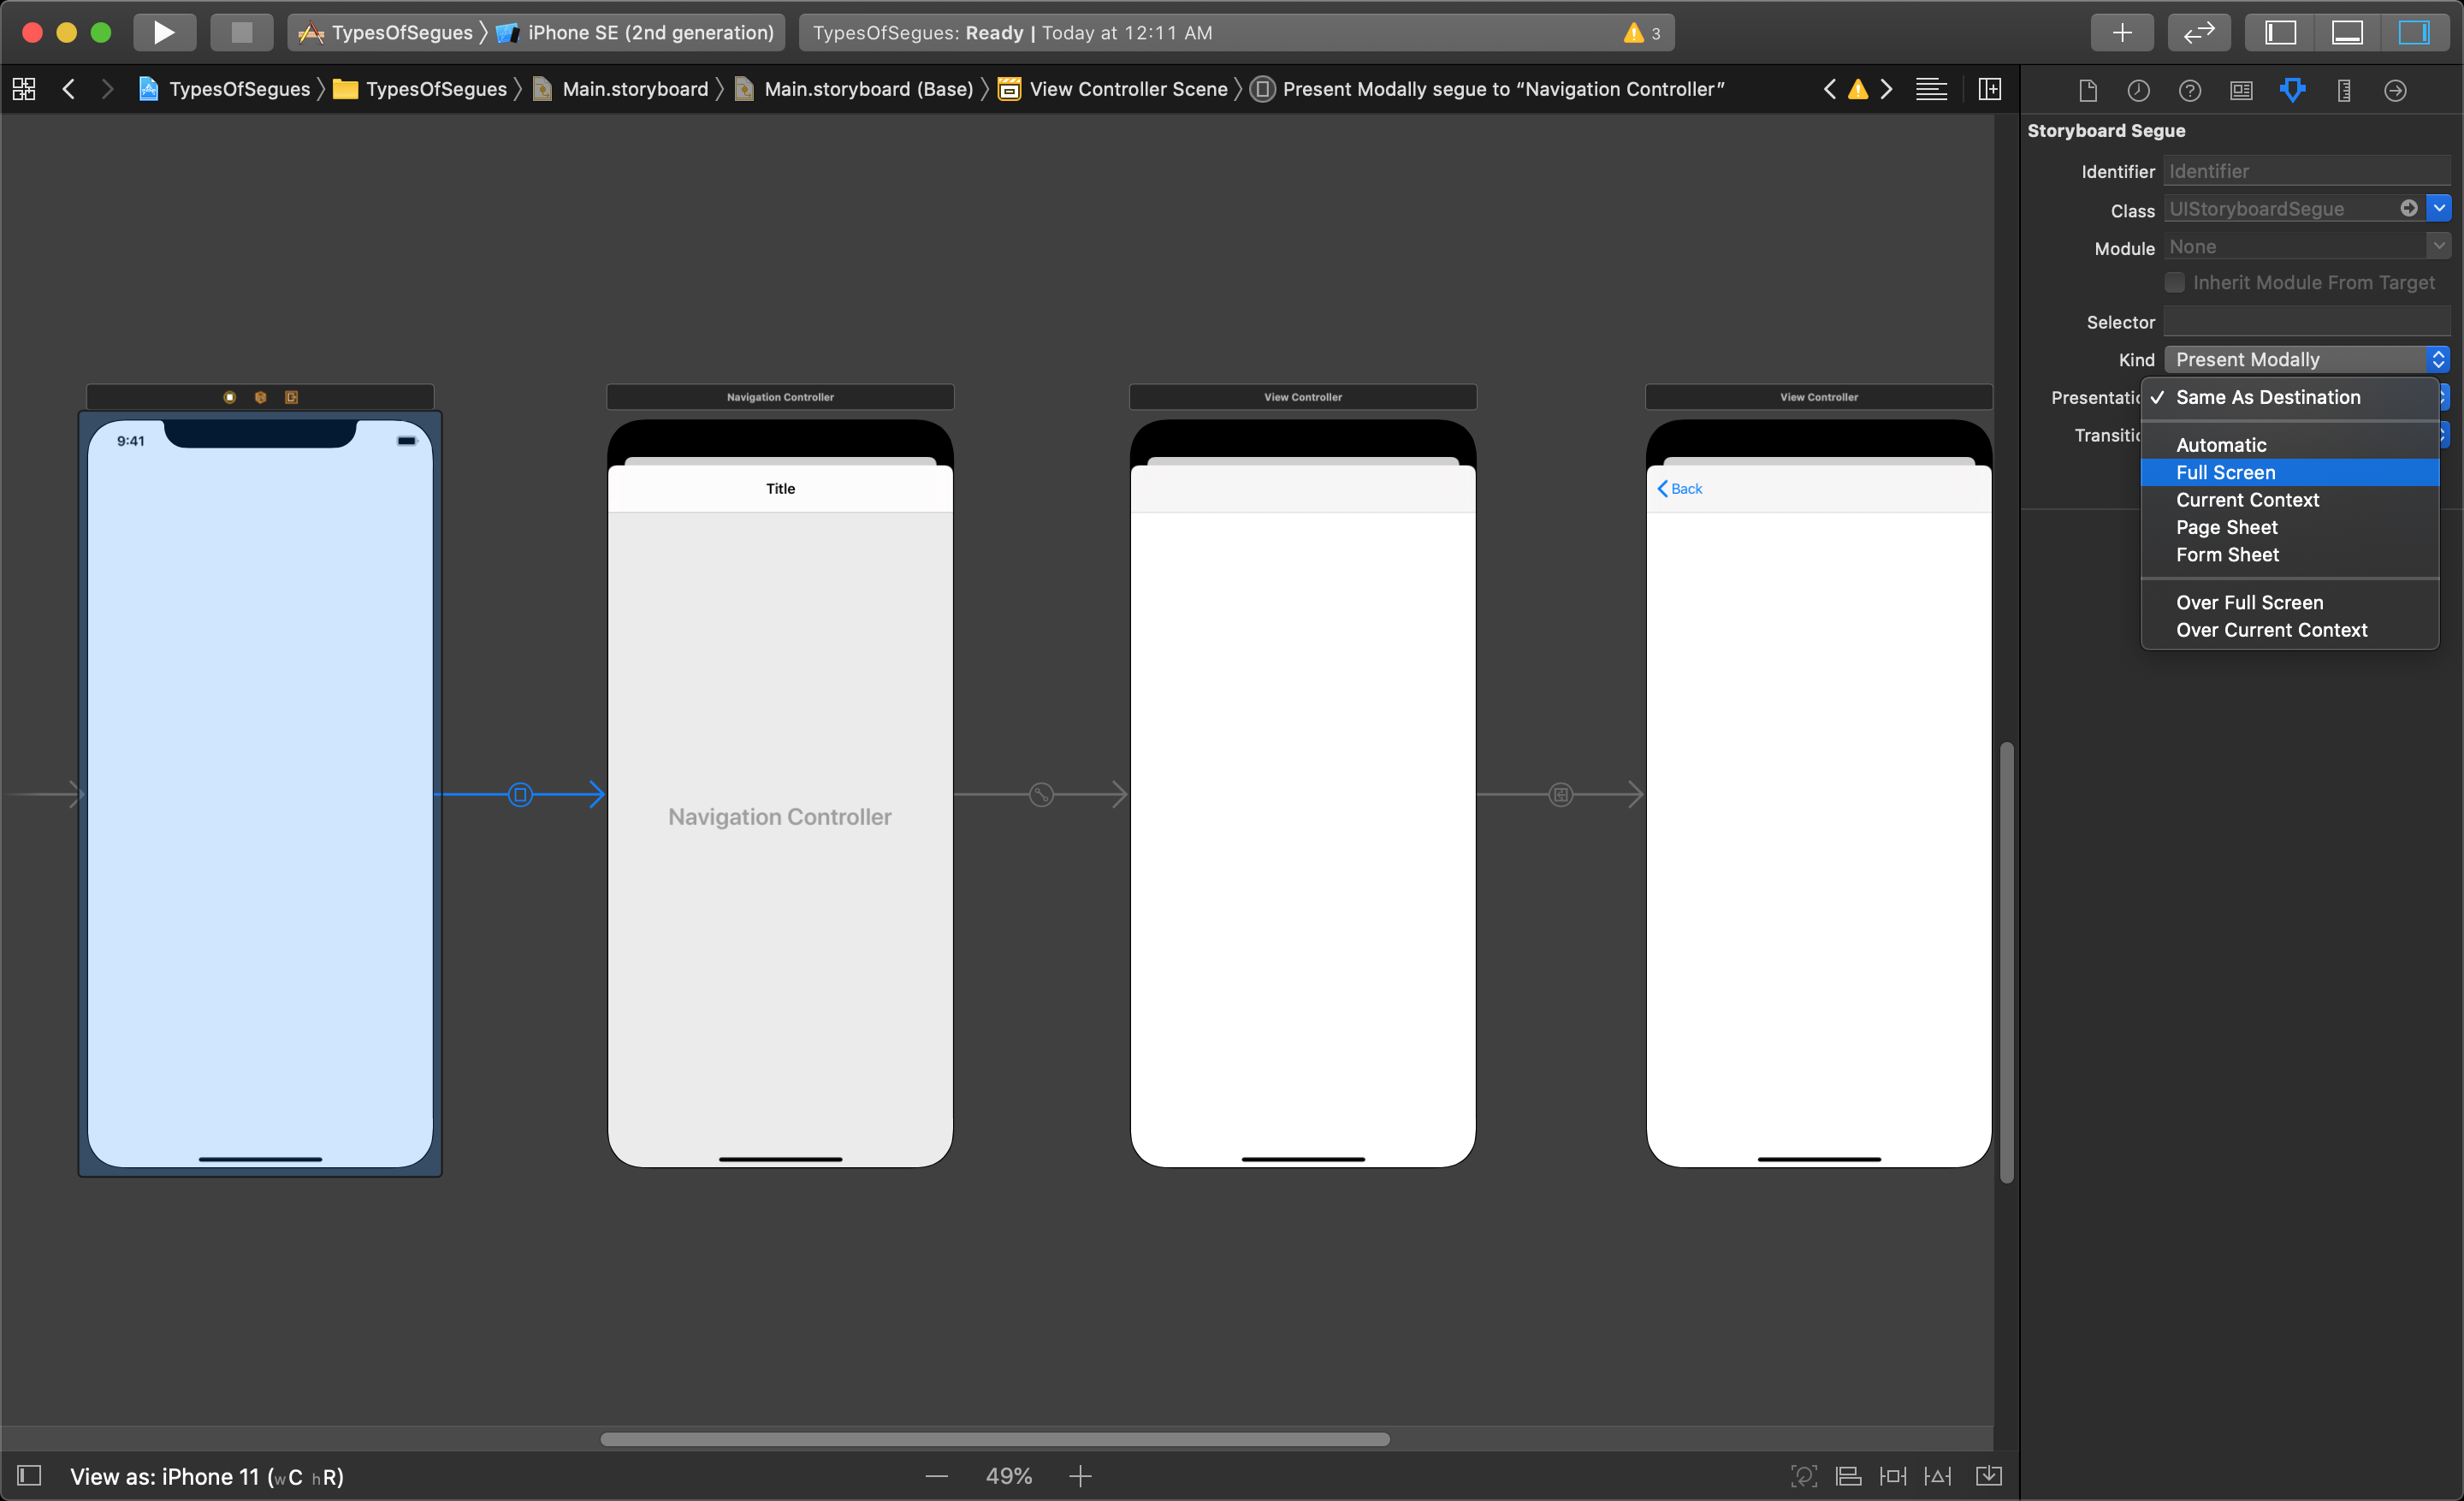 TypesOfSegues 〉 iPhone SE (2nd generation)
TypesOfSegues: Ready | Today at 12:11 AM
3
TypesOfSegues 〉 TypesOfSegues 〉 Main.storyboard 〉 Main.storyboard (Base) 〉 View Controller Scene 〉 Present Modally segue to “Navigation Controller”
Storyboard Segue
Identifier Identifier
Class UIStoryboardSegue
Module None
Inherit Module From Target
Selector
Kind Present Modally
Presentatio
✓ Same As Destination
Transitio
Automatic
Full Screen
Current Context
Page Sheet
Form Sheet
Over Full Screen
Over Current Context
9:41
Navigation Controller
Title
Navigation Controller
View Controller
View Controller
Back
View as: iPhone 11 (wC hR)
49%